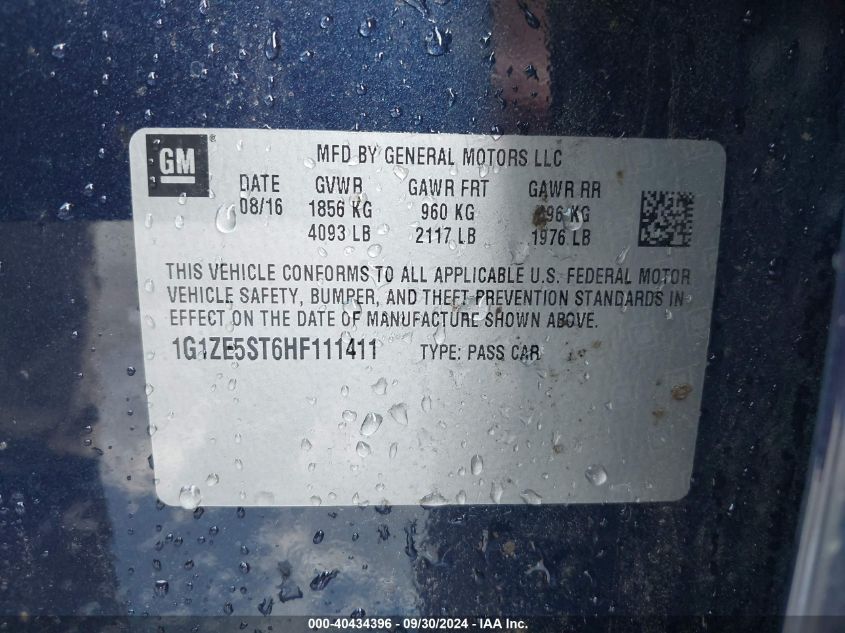 GM ®
MFD BY GENERAL MOTORS LLC
DATE GVWR GAWR FRT GAWR RR
08/16 1856 KG 960 KG 96 KG
4093 LB 2117 LB 1976 LB
THIS VEHICLE CONFORMS TO ALL APPLICABLE U.S. FEDERAL MOTOR
VEHICLE SAFETY, BUMPER, AND THEFT PREVENTION STANDARDS IN
EFFECT ON THE DATE OF MANUFACTURE SHOWN ABOVE.
1G1ZE5ST6HF111411 TYPE: PASS CAR
000-40434396 - 09/30/2024 - IAA Inc.